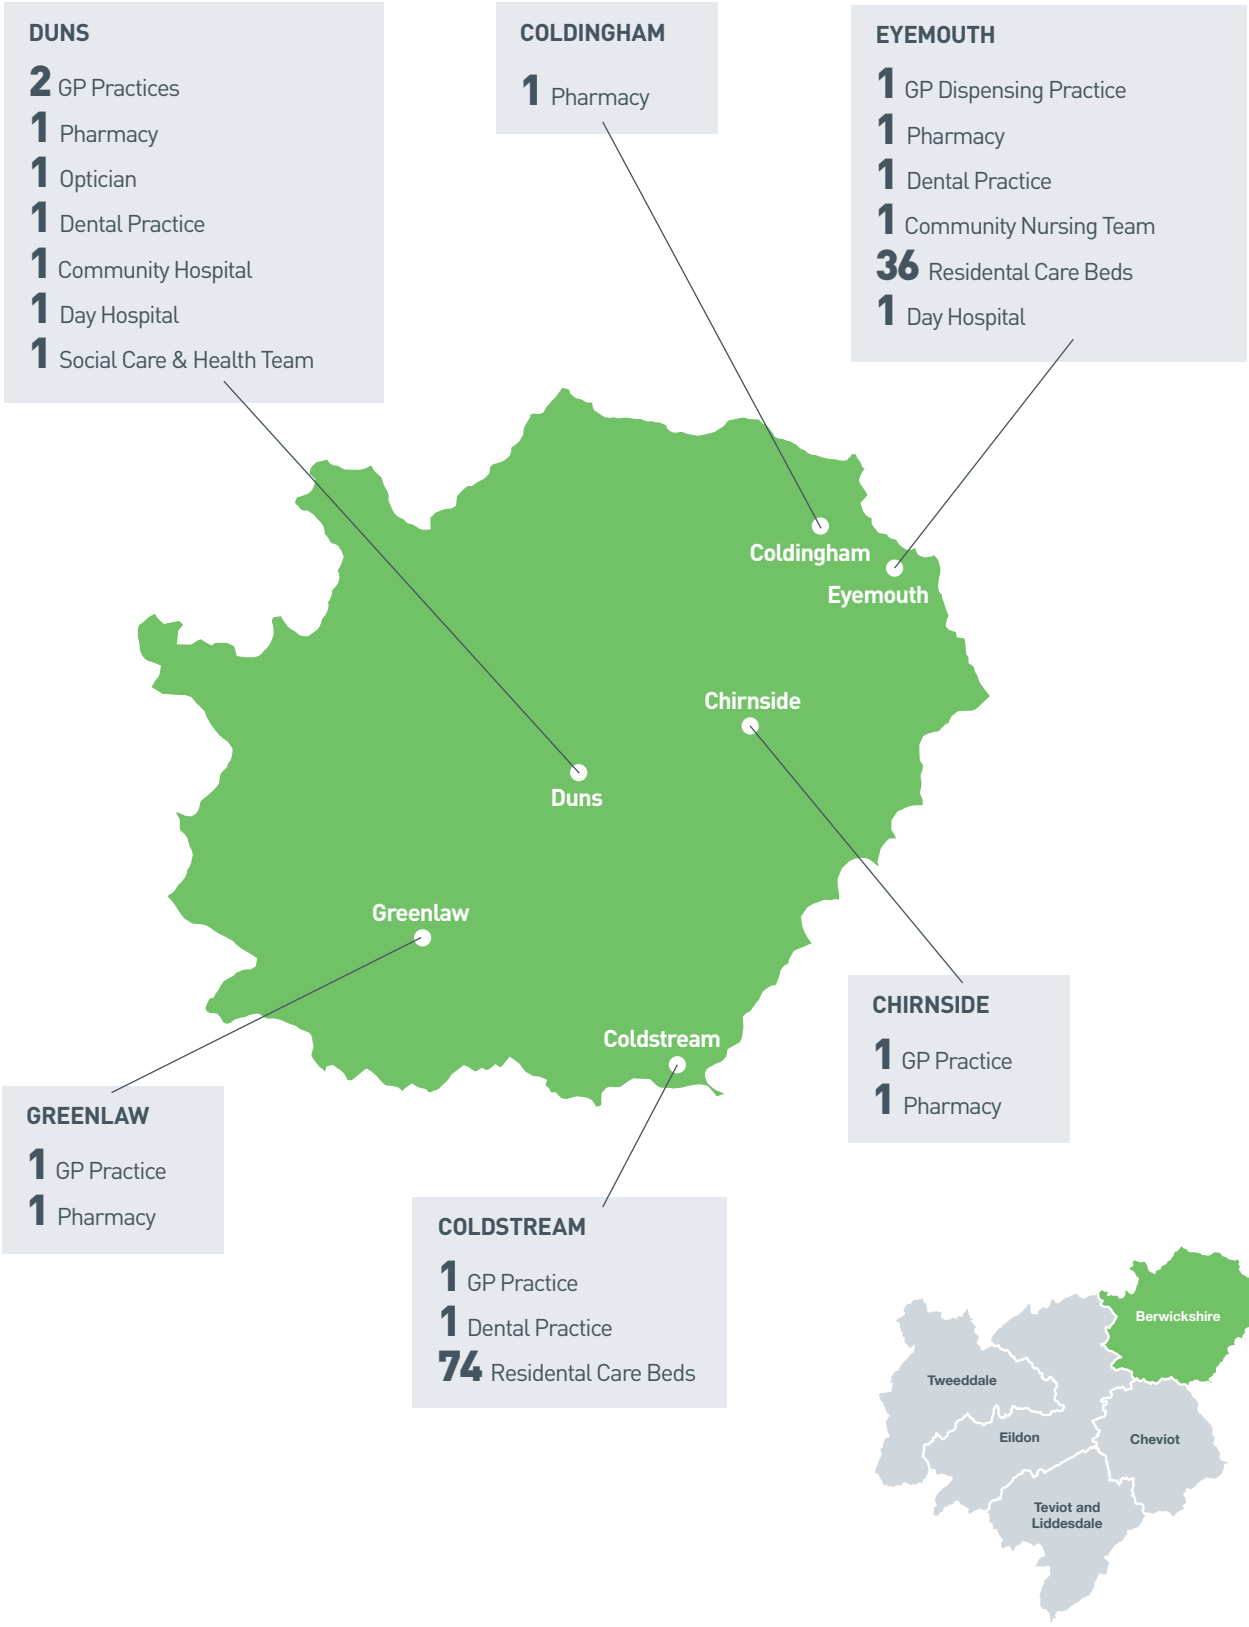 DUNS
2 GP Practices
1 Pharmacy
1 Optician
1 Dental Practice
1 Community Hospital
1 Day Hospital
1 Social Care & Health Team
COLDINGHAM
1 Pharmacy
EYEMOUTH
1 GP Dispensing Practice
1 Pharmacy
1 Dental Practice
1 Community Nursing Team
36 Residental Care Beds
1 Day Hospital
Coldingham
Eyemouth
Chirnside
Duns
Greenlaw
Coldstream
CHIRNSIDE
1 GP Practice
1 Pharmacy
GREENLAW
1 GP Practice
1 Pharmacy
COLDSTREAM
1 GP Practice
1 Dental Practice
74 Residental Care Beds
Berwickshire
Tweeddale
Eildon
Cheviot
Teviot and
Liddesdale